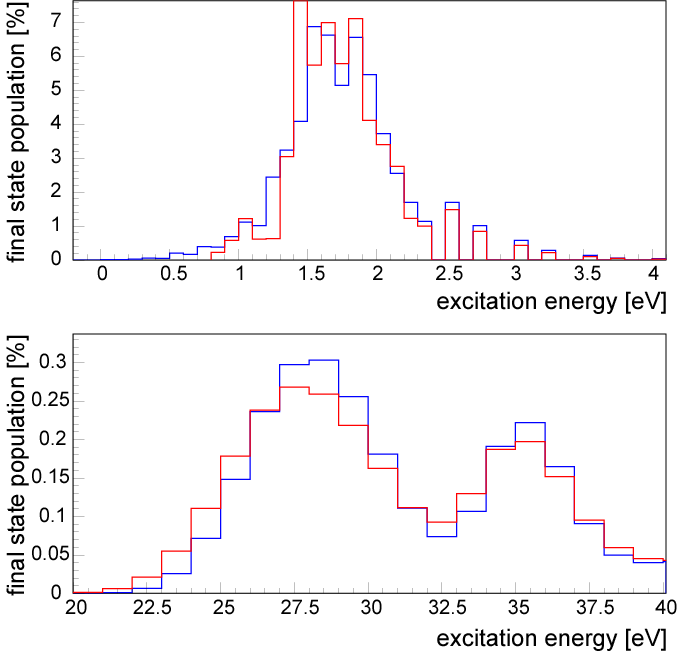 final state population [%]
7
6
5
4
3
2
1
0
0 0.5 1 1.5 2 2.5 3 3.5 4
excitation energy [eV]
final state population [%]
0.3
0.25
0.2
0.15
0.1
0.05
0
20 22.5 25 27.5 30 32.5 35 37.5 40
excitation energy [eV]